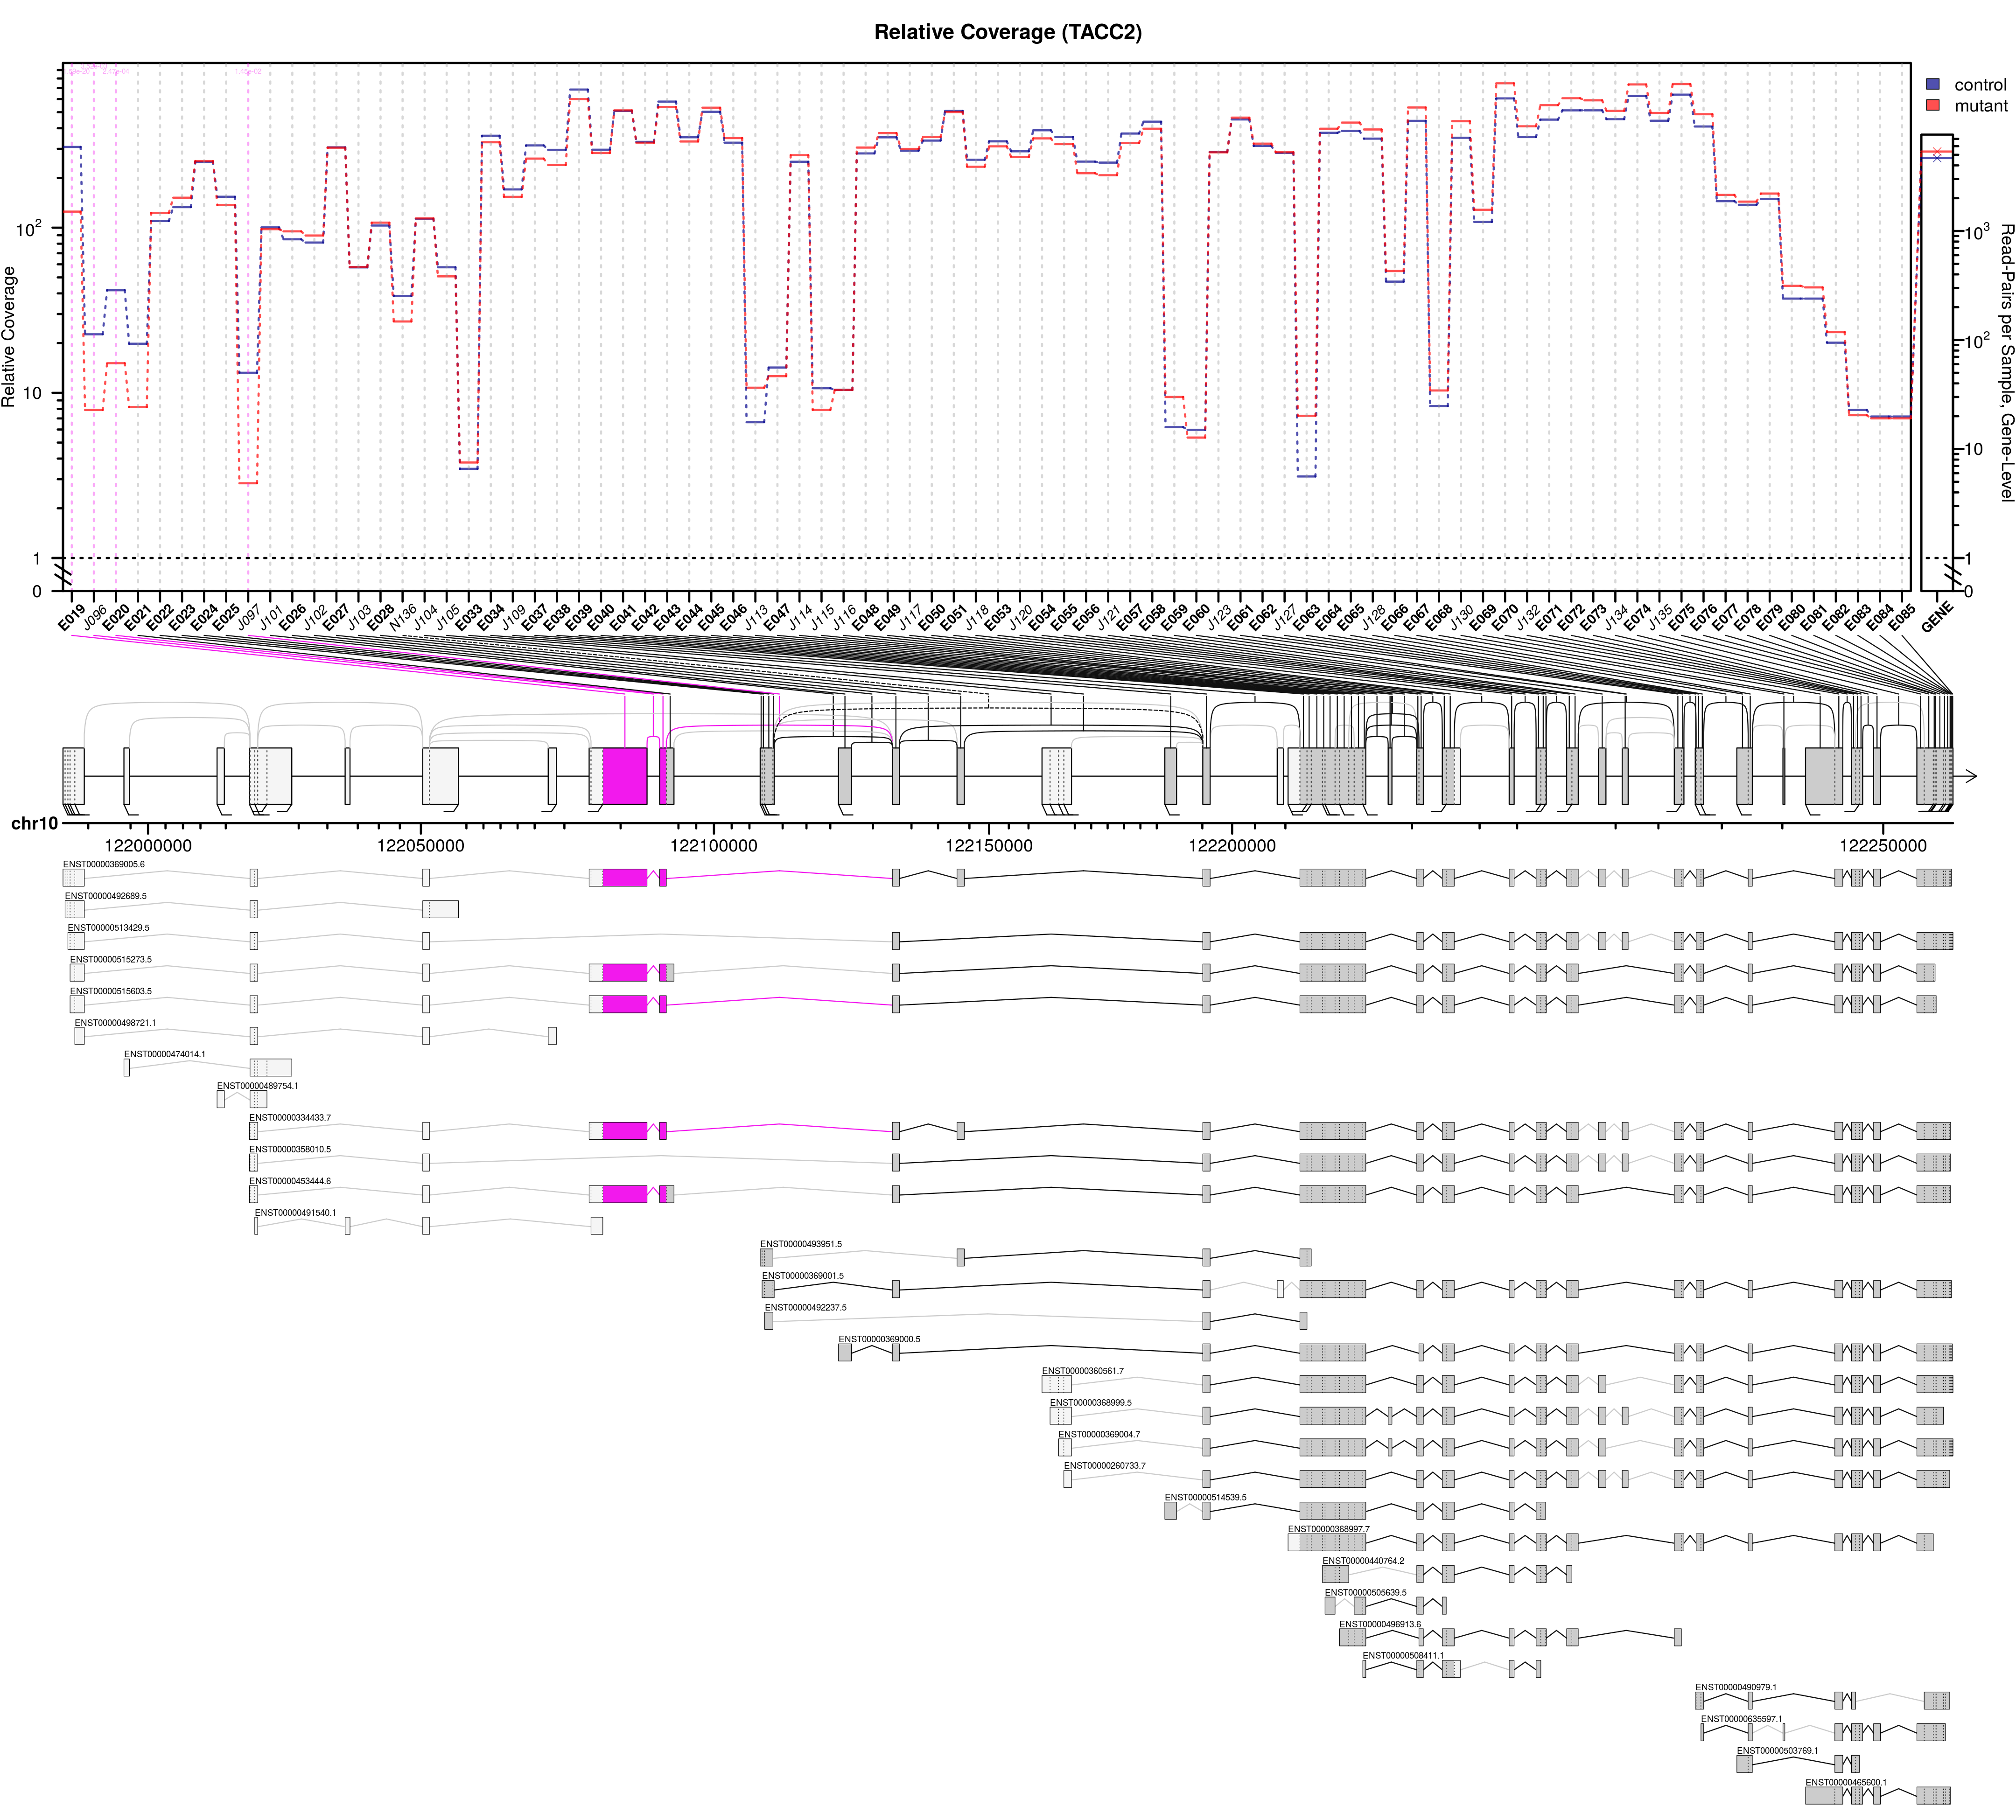 Relative Coverage (TACC2)
control
mutant
Relative Coverage
10²
10
1
0
10³
10²
10
1
0
Read-Pairs per Sample, Gene-Level
E019 J096 E020 E021 E022 E023 E024 E025 J097 J101 E026 J102 E027 J103 E028 N136 J104 J105 E033 E034 J109 E037 E038 E039 E040 E041 E042 E043 E044 E045 E046 J113 E047 J114 J115 J116 E048 E049 J117 E050 E051 J118 E053 J120 E054 E055 E056 J121 E057 E058 E059 E060 J123 E061 E062 J127 E063 E064 E065 J128 E066 E067 E068 J130 E069 E070 J132 E071 E072 E073 J134 E074 J135 E075 E076 E077 E078 E079 E080 E081 E082 E083 E084 E085 GENE
chr10
122000000 122050000 122100000 122150000 122200000 122250000
ENST00000369005.6
ENST00000492689.5
ENST00000513429.5
ENST00000515273.5
ENST00000515603.5
ENST00000498721.1
ENST00000474014.1
ENST00000489754.1
ENST00000334433.7
ENST00000358010.5
ENST00000453444.6
ENST00000491540.1
ENST00000493951.5
ENST00000369001.5
ENST00000492237.5
ENST00000369000.5
ENST00000360561.7
ENST00000368999.5
ENST00000369004.7
ENST00000260733.7
ENST00000514539.5
ENST00000368997.7
ENST00000440764.2
ENST00000505639.5
ENST00000496913.6
ENST00000508411.1
ENST00000490979.1
ENST00000635597.1
ENST00000503769.1
ENST00000465600.1